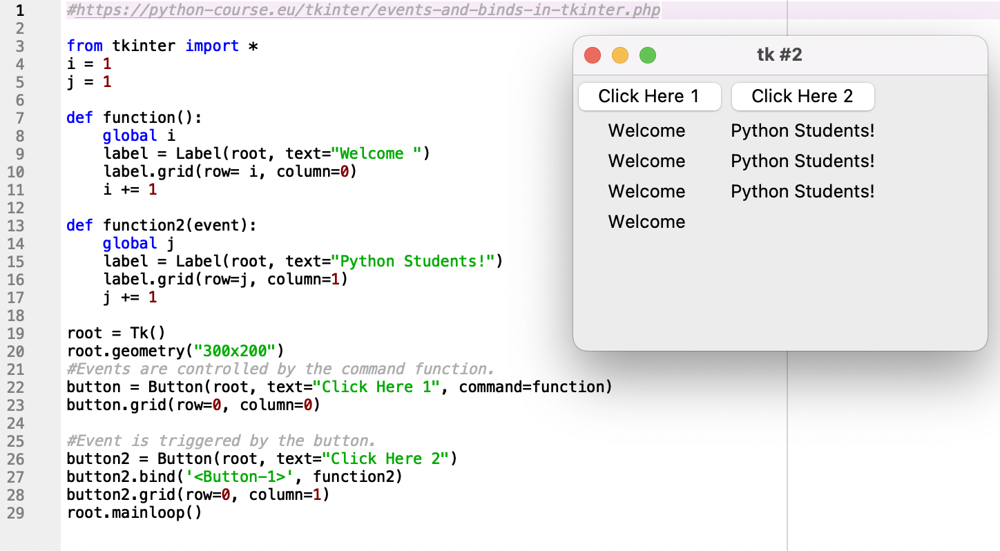 1 #https://python-course.eu/tkinter/events-and-binds-in-tkinter.php
2
3 from tkinter import *
4 i = 1
5 j = 1
6
7 def function():
8     global i
9     label = Label(root, text="Welcome ")
10     label.grid(row= i, column=0)
11     i += 1
12
13 def function2(event):
14     global j
15     label = Label(root, text="Python Students!")
16     label.grid(row=j, column=1)
17     j += 1
18
19 root = Tk()
20 root.geometry("300x200")
21 #Events are controlled by the command function.
22 button = Button(root, text="Click Here 1", command=function)
23 button.grid(row=0, column=0)
24
25 #Event is triggered by the button.
26 button2 = Button(root, text="Click Here 2")
27 button2.bind('<Button-1>', function2)
28 button2.grid(row=0, column=1)
29 root.mainloop()
tk #2
Click Here 1 Click Here 2
Welcome Python Students!
Welcome Python Students!
Welcome Python Students!
Welcome